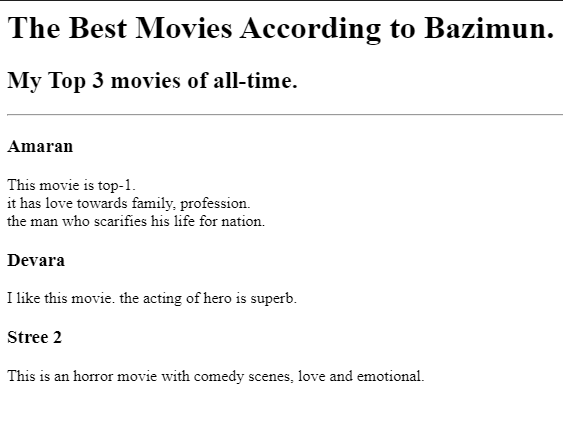 The Best Movies According to Bazimun.
My Top 3 movies of all-time.
Amaran
This movie is top-1.
it has love towards family, profession.
the man who scarifies his life for nation.
Devara
I like this movie. the acting of hero is superb.
Stree 2
This is an horror movie with comedy scenes, love and emotional.